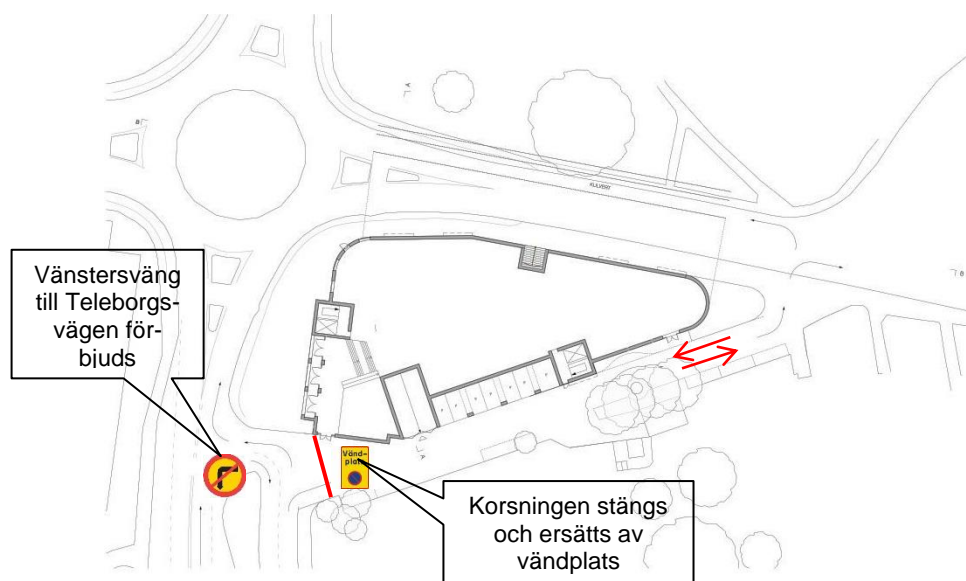 KULVERT
Vänstersväng
till Teleborgs-
vägen för-
bjuds
Vänd-
plats
Korsningen stängs
och ersätts av
vändplats